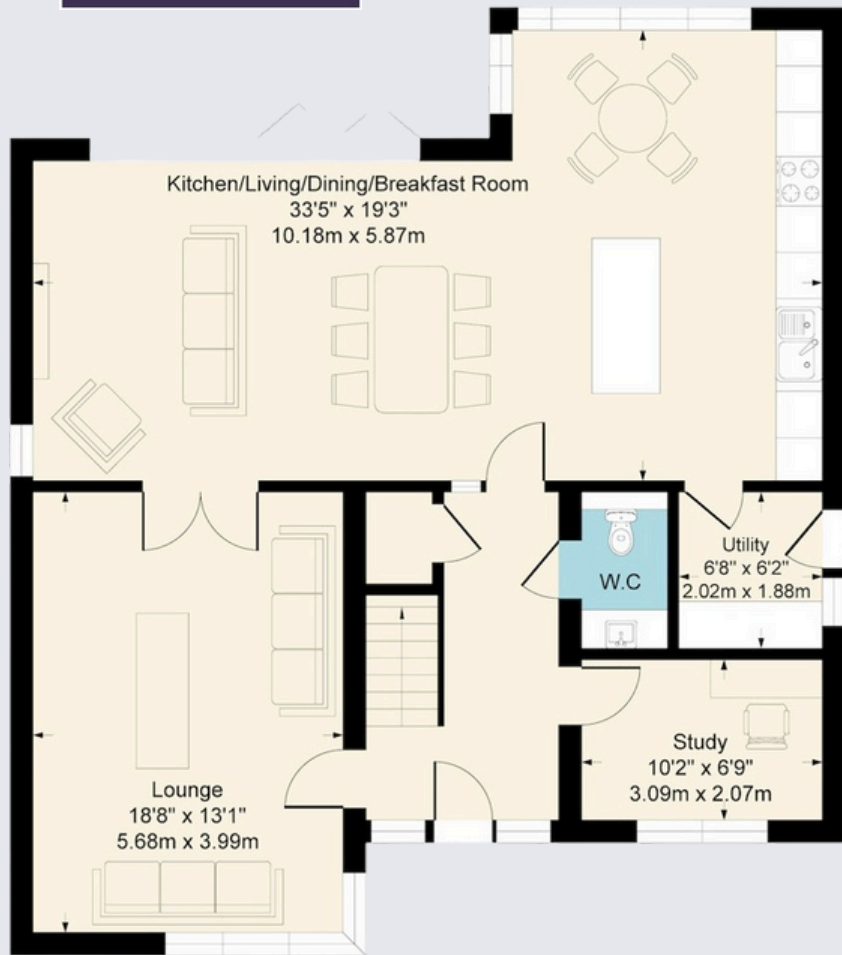 Kitchen/Living/Dining/Breakfast Room
33'5" x 19'3"
10.18m x 5.87m
Utility
6'8" x 6'2"
2.02m x 1.88m
W.C
Study
10'2" x 6'9"
3.09m x 2.07m
Lounge
18'8" x 13'1"
5.68m x 3.99m